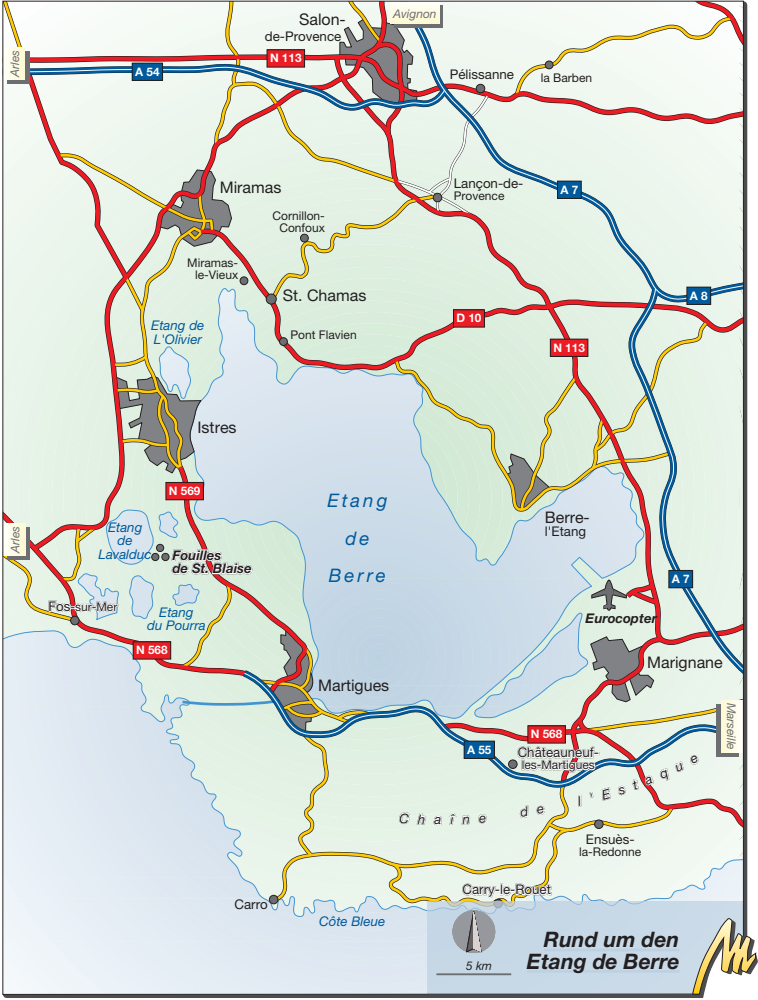 Avignon
Salon-
de-Provence
Arles
N 113
A 54
Pélissanne
la Barben
Miramas
Lançon-de-
Provence
A 7
Cornillon-
Confoux
Miramas-
le-Vieux
St. Chamas
A 8
D 10
Etang de
L'Olivier
Pont Flavien
N 113
Istres
N 569
Etang
de
Berre
Berre-
l'Etang
Arles
Etang
de
Lavalduc
Fouilles
de St. Blaise
A 7
Fos-sur-Mer
Etang
du Pourra
Eurocopter
N 568
Marignane
Martigues
Marseille
N 568
A 55
Châteauneuf-
les-Martigues
Chaîne de l'Estaque
Ensuès-
la-Redonne
Carry-le-Rouet
Carro
Côte Bleue
5 km
Rund um den
Etang de Berre